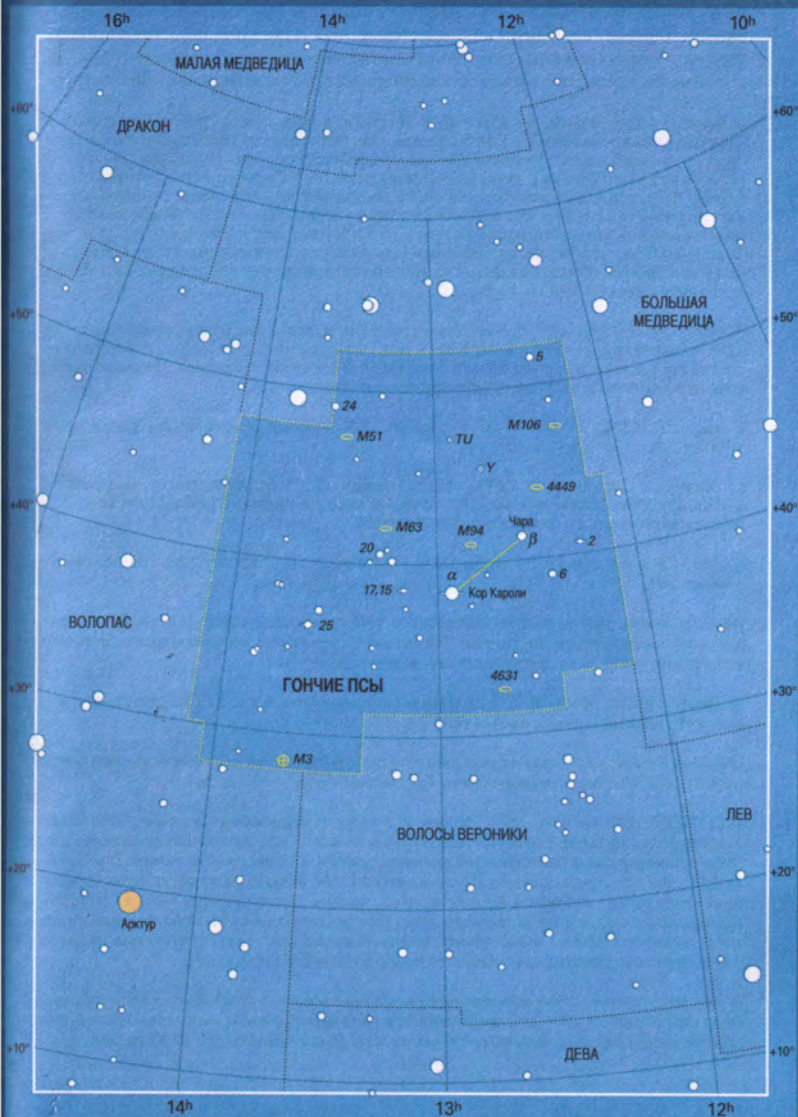 16h
14h
12h
10h
МАЛАЯ МЕДВЕДИЦА
+60°
+60°
ДРАКОН
+50°
+50°
БОЛЬШАЯ
МЕДВЕДИЦА
5
24
M51
TU
M106
Y
4449
+40°
+40°
M63
M94
Чара
β
2
20
α
6
17,15
Кор Кароли
ВОЛОПАС
25
ГОНЧИЕ ПСЫ
4631
+30°
+30°
M3
ЛЕВ
ВОЛОСЫ ВЕРОНИКИ
+20°
+20°
Арктур
+10°
+10°
ДЕВА
14h
13h
12h